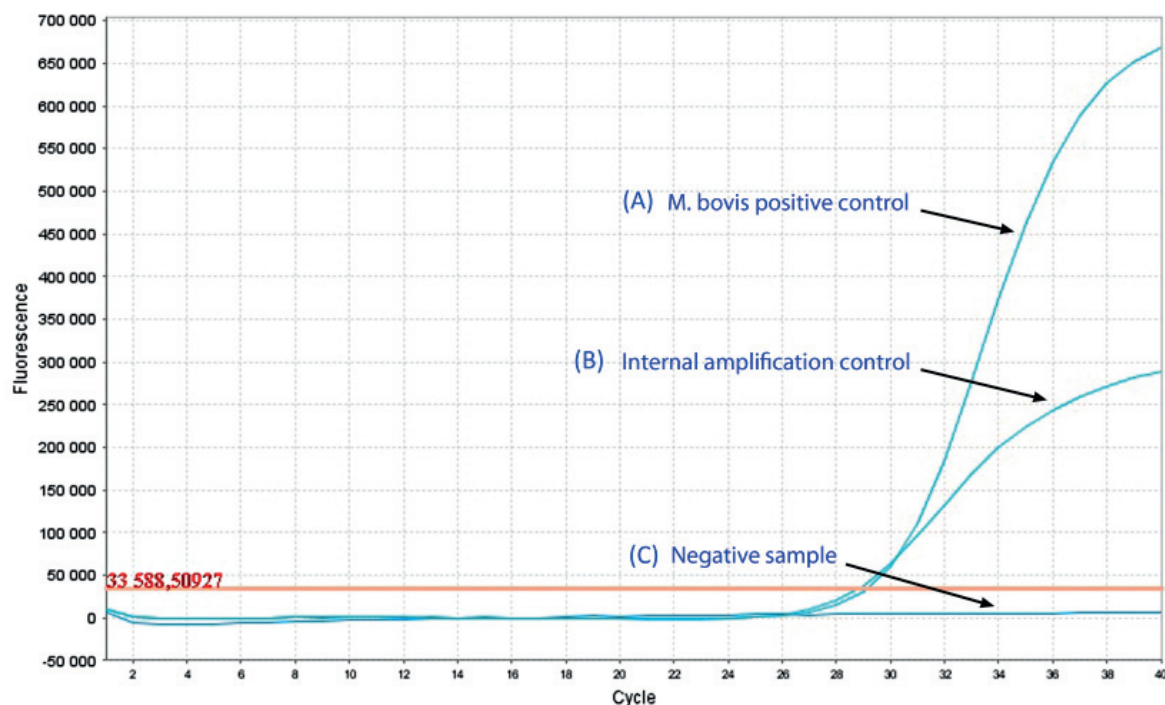 700 000
650 000
600 000
550 000
500 000
450 000
400 000
350 000
300 000
250 000
200 000
150 000
100 000
50 000
0
-50 000
Fluorescence
(A) M. bovis positive control
(B) Internal amplification control
(C) Negative sample
33 588,50927
2 4 6 8 10 12 14 16 18 20 22 24 26 28 30 32 34 36 38 40
Cycle